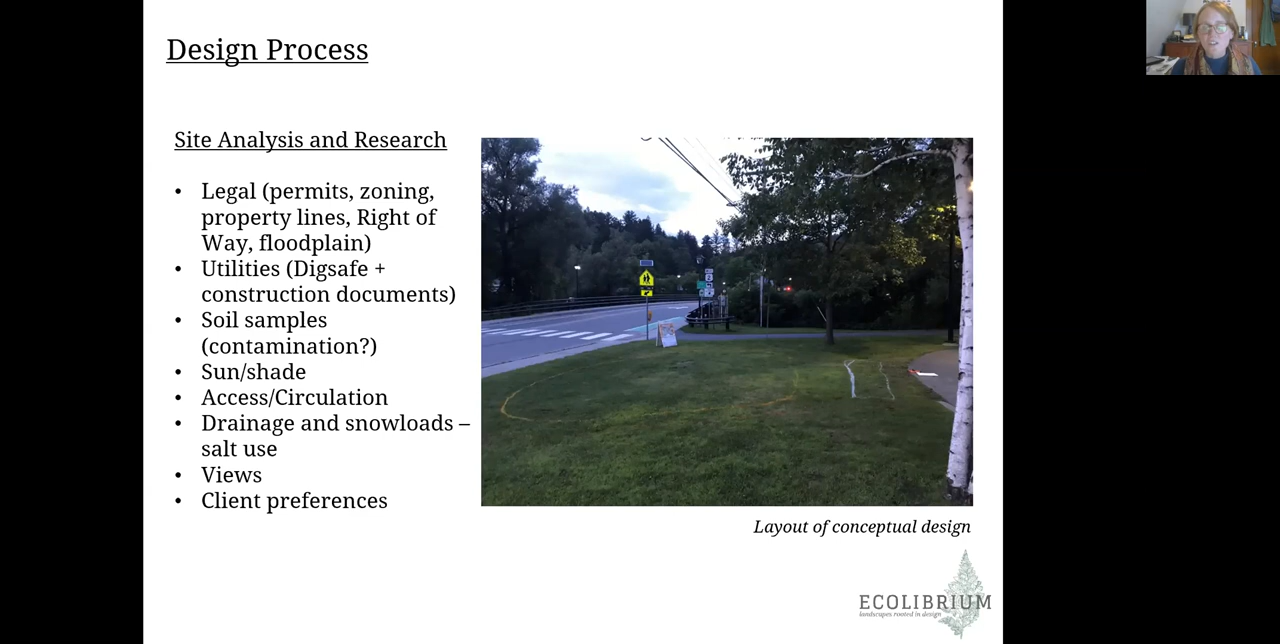 Design Process
Site Analysis and Research
• Legal (permits, zoning,
property lines, Right of
Way, floodplain)
• Utilities (Digsafe +
construction documents)
• Soil samples
(contamination?)
• Sun/shade
• Access/Circulation
• Drainage and snowloads –
salt use
• Views
• Client preferences
Layout of conceptual design
ECOLIBRIUM
landscapes rooted in design